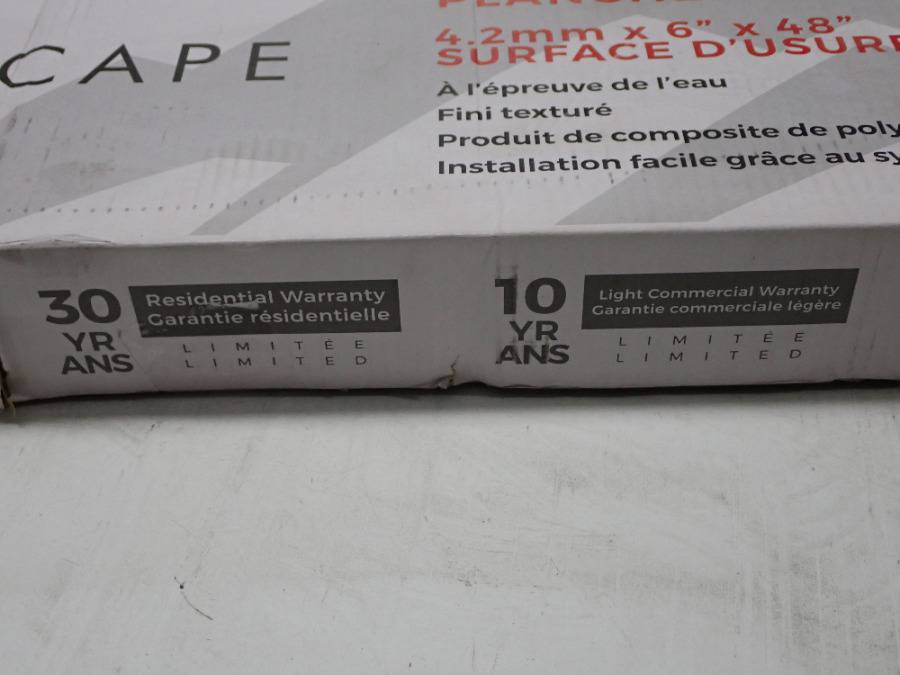 CAPE
4.2mm x 6” x 48”
SURFACE D'USURE
À l'épreuve de l'eau
Fini texturé
Produit de composite de poly
Installation facile grâce au sy
30
YR
ANS
Residential Warranty
Garantie résidentielle
LIMITÉE
LIMITED
10
YR
ANS
Light Commercial Warranty
Garantie commerciale légère
LIMITÉE
LIMITED